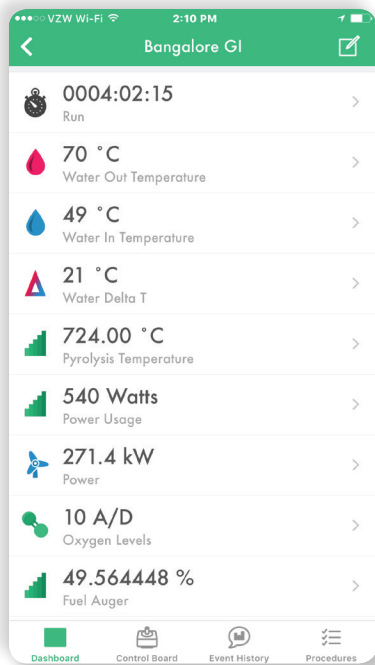 VZW Wi-Fi 2:10 PM
Bangalore GI
0004:02:15
Run
70 °C
Water Out Temperature
49 °C
Water In Temperature
21 °C
Water Delta T
724.00 °C
Pyrolysis Temperature
540 Watts
Power Usage
271.4 kW
Power
10 A/D
Oxygen Levels
49.564448 %
Fuel Auger
Dashboard Control Board Event History Procedures